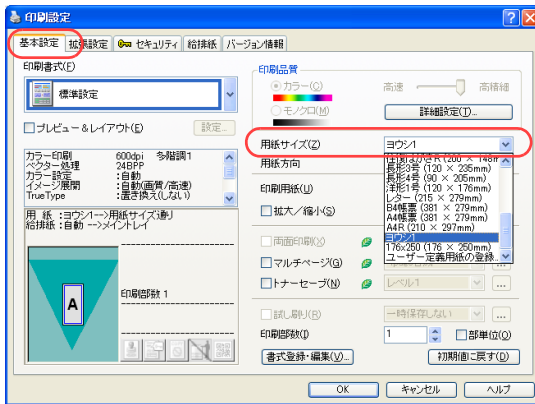 印刷設定
基本設定 拡張設定 セキュリティ 給排紙 バージョン情報
印刷書式(F)
標準設定
プレビュー&レイアウト(E) 設定...
カラー印刷 600dpi 多階調1
ベクター処理 24BPP
カラー設定 :自動
イメージ展開 :自動(画質/高速)
TrueType :置き換え(しない)
用 紙 :ヨウシ1-->用紙サイズ通り
給排紙 :自動 -->メイントレイ
A
印刷部数 1
印刷品質
カラー(C) 高速 高精細
モノクロ(M) 詳細設定(T)...
用紙サイズ(Z) ヨウシ1
用紙方向
印刷用紙(U)
拡大/縮小(S)
往復はがき(200 × 148m
長形3号 (120 × 235mm)
長形4号 (90 × 205mm)
洋形1号 (120 × 176mm)
レター (215 × 279mm)
B4帳票 (381 × 279mm)
A4帳票 (381 × 279mm)
A4R (210 × 297mm)
ヨウシ1
176x250 (176 × 250mm)
ユーザー定義用紙の登録..
両面印刷(X)
マルチページ(G)
トナーセーブ(N) レベル1 ...
試し刷り(R) 一時保存しない ...
印刷部数(I) 1 部単位(O)
書式登録・編集(V)... 初期値に戻す(D)
OK キャンセル ヘルプ